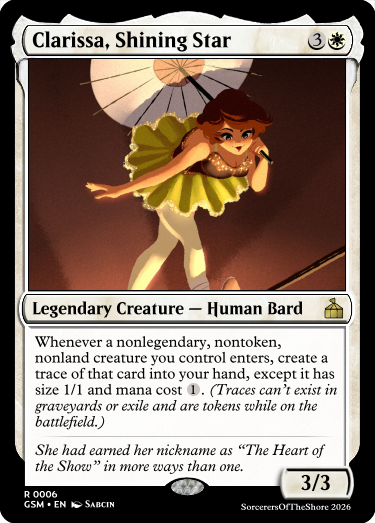 Clarissa, Shining Star
3
Legendary Creature — Human Bard
Whenever a nonlegendary, nontoken,
nonland creature you control enters, create a
trace of that card into your hand, except it has
size 1/1 and mana cost 1. (Traces can't exist in
graveyards or exile and are tokens while on the
battlefield.)
She had earned her nickname as “The Heart of
the Show” in more ways than one.
3/3
R 0006
GSM • EN Sabcin
SorcerersOfTheShore 2026